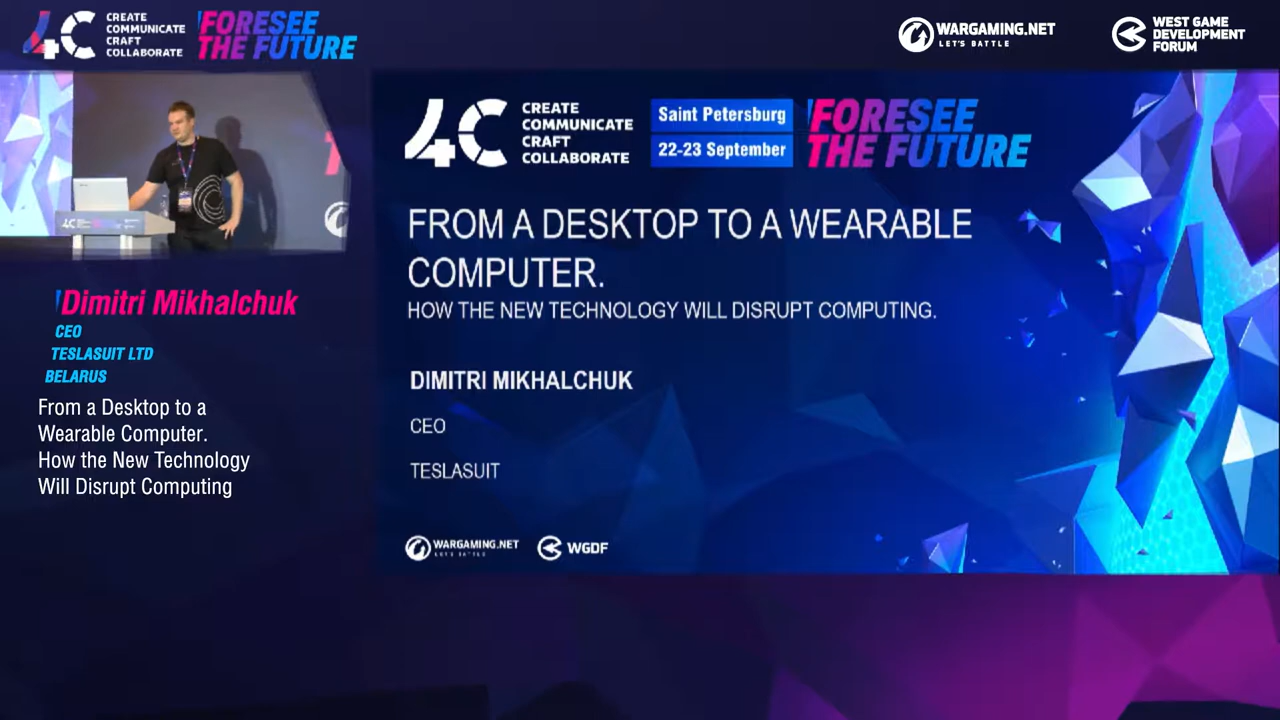 4C
CREATE
COMMUNICATE
CRAFT
COLLABORATE
FORESEE
THE FUTURE
WARGAMING.NET
LET'S BATTLE
WEST GAME
DEVELOPMENT
FORUM
4C
CREATE
COMMUNICATE
CRAFT
COLLABORATE
Saint Petersburg
22-23 September
FORESEE
THE FUTURE
FROM A DESKTOP TO A WEARABLE
COMPUTER.
HOW THE NEW TECHNOLOGY WILL DISRUPT COMPUTING.
DIMITRI MIKHALCHUK
CEO
TESLASUIT
WARGAMING.NET
LET'S BATTLE
WGDF
4C
Dimitri Mikhalchuk
CEO
TESLASUIT LTD
BELARUS
From a Desktop to a
Wearable Computer.
How the New Technology
Will Disrupt Computing